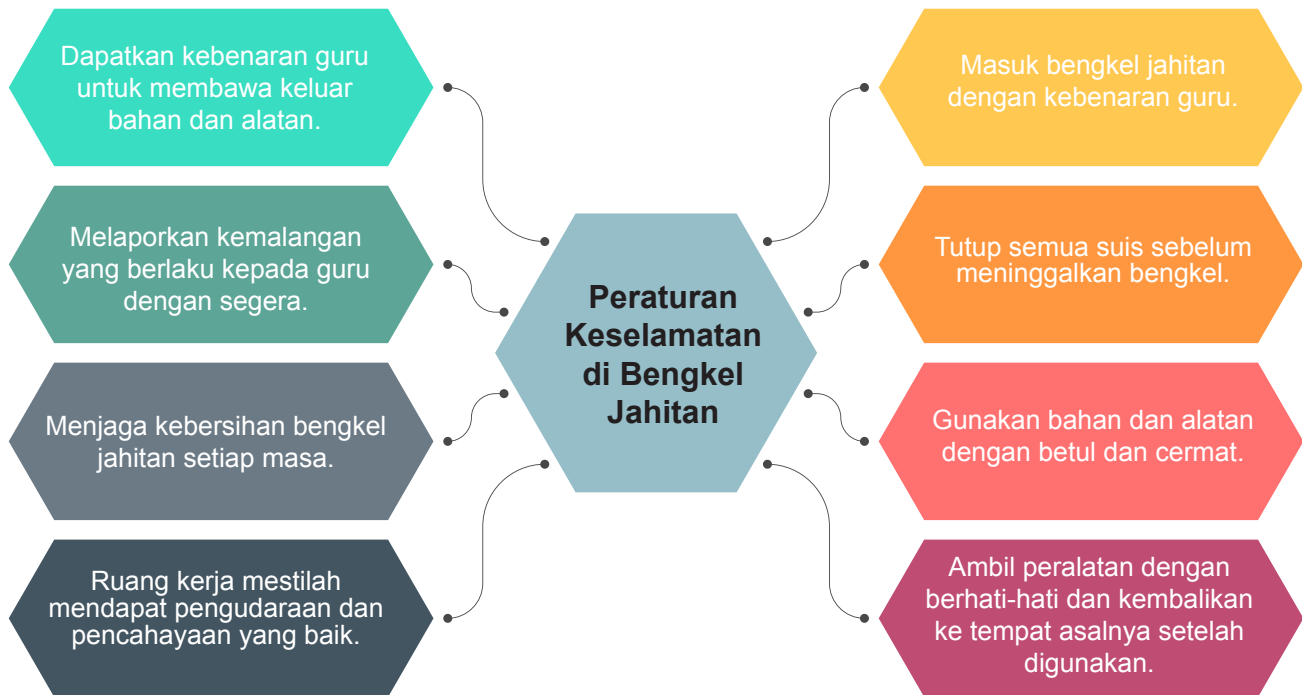 Dapatkan kebenaran guru
untuk membawa keluar
bahan dan alatan.
Melaporkan kemalangan
yang berlaku kepada guru
dengan segera.
Menjaga kebersihan bengkel
jahitan setiap masa.
Ruang kerja mestilah
mendapat pengudaraan dan
pencahayaan yang baik.
Peraturan
Keselamatan
di Bengkel
Jahitan
Masuk bengkel jahitan
dengan kebenaran guru.
Tutup semua suis sebelum
meninggalkan bengkel.
Gunakan bahan dan alatan
dengan betul dan cermat.
Ambil peralatan dengan
berhati-hati dan kembalikan
ke tempat asalnya setelah
digunakan.